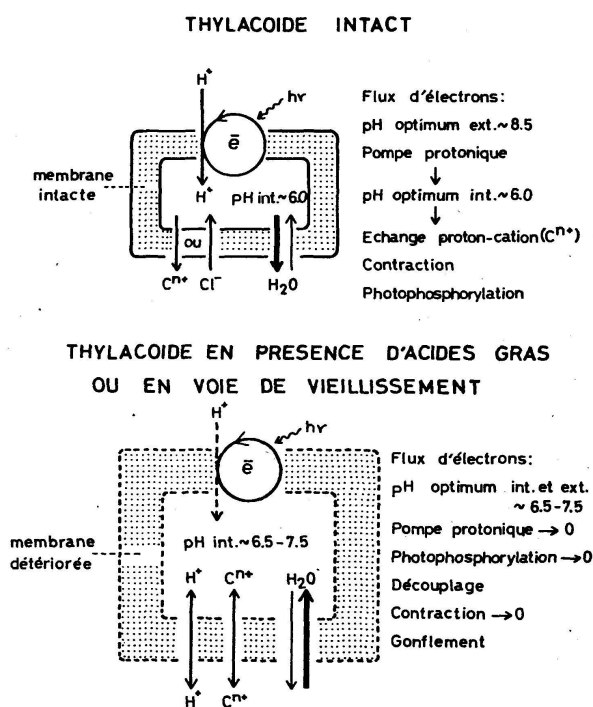 THYLACOIDE INTACT
H⁺
hν
ē
membrane
intacte
H⁺
pH int.~6.0
ou
Cⁿ⁺
Cl⁻
H₂O
Flux d'électrons:
pH optimum ext.~8.5
Pompe protonique
↓
pH optimum int.~6.0
↓
Echange proton-cation(Cⁿ⁺)
Contraction
Photophosphorylation
THYLACOIDE EN PRESENCE D'ACIDES GRAS
OU EN VOIE DE VIEILLISSEMENT
H⁺
hν
ē
membrane
détériorée
pH int.~6.5-7.5
H⁺
Cⁿ⁺
H₂O
H⁺
Cⁿ⁺
Flux d'électrons:
pH optimum int. et ext.
~ 6.5-7.5
Pompe protonique → 0
Photophosphorylation → 0
Découplage
Contraction → 0
Gonflement